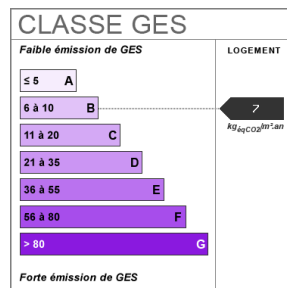 CLASSE GES
Faible émission de GES
LOGEMENT
≤ 5 A
6 à 10 B
7
kgéqCO2/m².an
11 à 20 C
21 à 35 D
36 à 55 E
56 à 80 F
> 80 G
Forte émission de GES